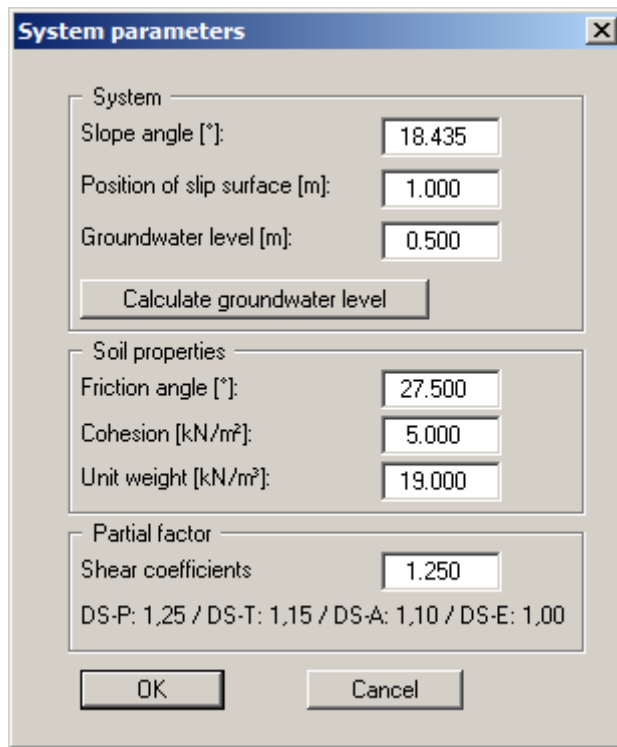 System parameters
System
Slope angle [°]: 18.435
Position of slip surface [m]: 1.000
Groundwater level [m]: 0.500
Calculate groundwater level
Soil properties
Friction angle [°]: 27.500
Cohesion [kN/m²]: 5.000
Unit weight [kN/m³]: 19.000
Partial factor
Shear coefficients 1.250
DS-P: 1,25 / DS-T: 1,15 / DS-A: 1,10 / DS-E: 1,00
OK Cancel